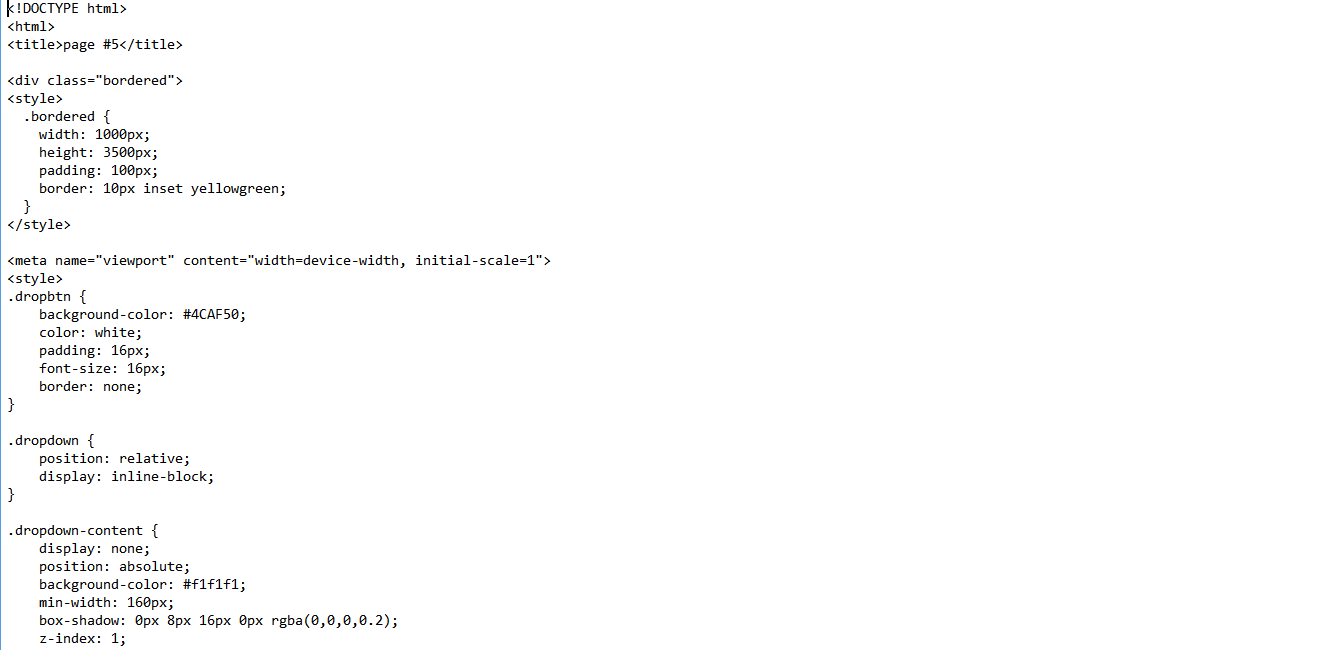 <!DOCTYPE html>
<html>
<title>page #5</title>
<div class="bordered">
<style>
  .bordered {
    width: 1000px;
    height: 3500px;
    padding: 100px;
    border: 10px inset yellowgreen;
  }
</style>
<meta name="viewport" content="width=device-width, initial-scale=1">
<style>
.dropbtn {
    background-color: #4CAF50;
    color: white;
    padding: 16px;
    font-size: 16px;
    border: none;
}
.dropdown {
    position: relative;
    display: inline-block;
}
.dropdown-content {
    display: none;
    position: absolute;
    background-color: #f1f1f1;
    min-width: 160px;
    box-shadow: 0px 8px 16px 0px rgba(0,0,0,0.2);
    z-index: 1;